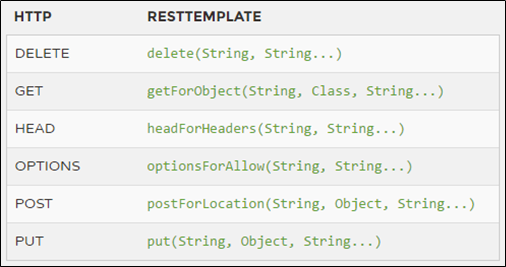 HTTP RESTTEMPLATE
DELETE delete(String, String...)
GET getForObject(String, Class, String...)
HEAD headForHeaders(String, String...)
OPTIONS optionsForAllow(String, String...)
POST postForLocation(String, Object, String...)
PUT put(String, Object, String...)